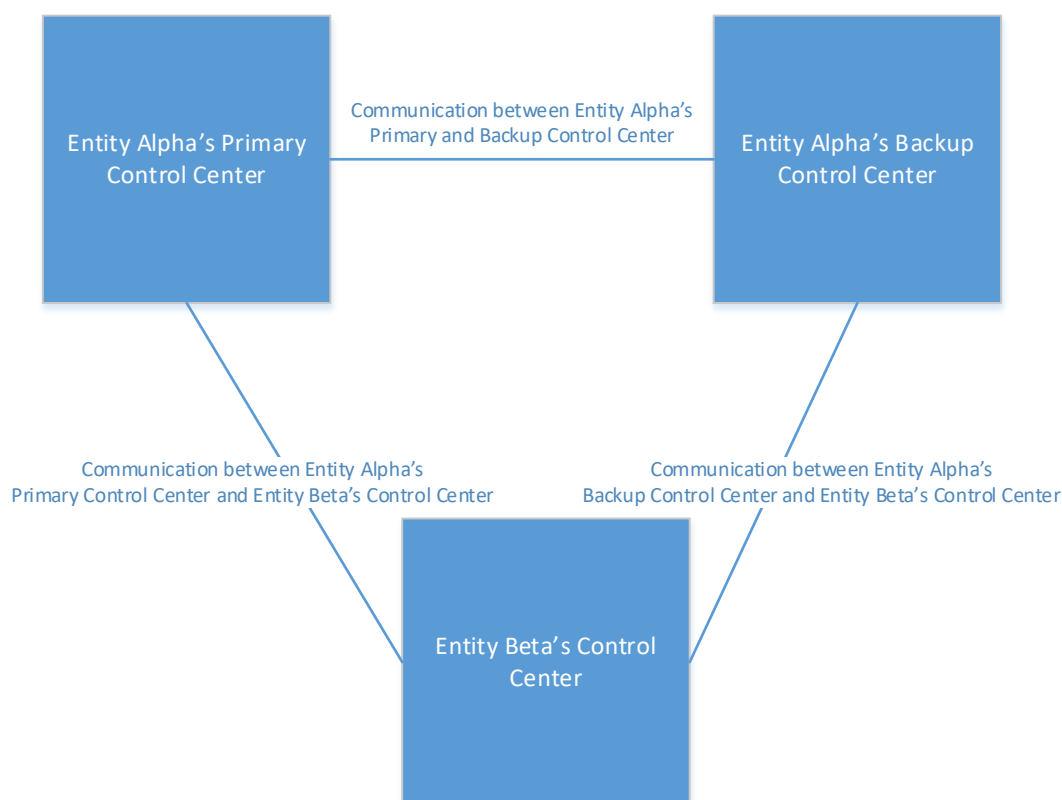 Communication between Entity Alpha’s
Primary and Backup Control Center
Entity Alpha’s Primary
Control Center
Entity Alpha’s Backup
Control Center
Communication between Entity Alpha’s
Primary Control Center and Entity Beta’s Control Center
Communication between Entity Alpha’s
Backup Control Center and Entity Beta’s Control Center
Entity Beta’s Control
Center